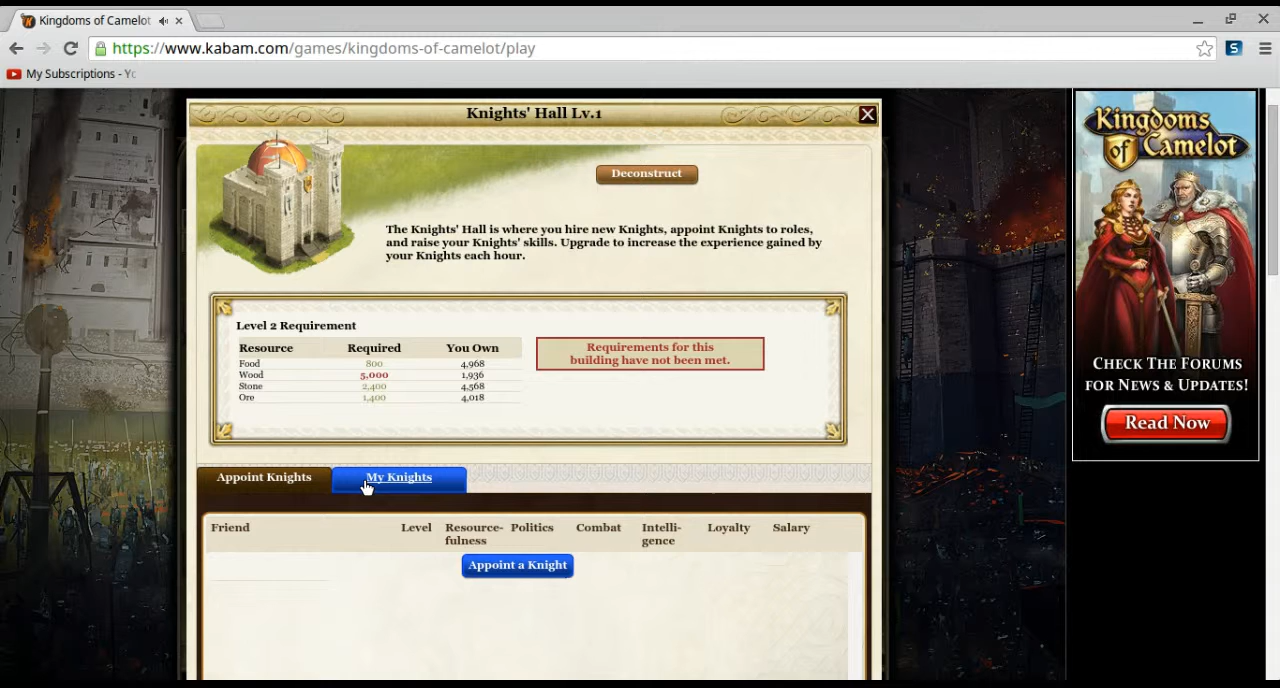 Kingdoms of Camelot
https://www.kabam.com/games/kingdoms-of-camelot/play
My Subscriptions - Yo
Knights' Hall Lv.1
Deconstruct
The Knights' Hall is where you hire new Knights, appoint Knights to roles,
and raise your Knights' skills. Upgrade to increase the experience gained by
your Knights each hour.
Level 2 Requirement
Resource Required You Own
Food 800 4,968
Wood 5,000 1,936
Stone 2,400 4,568
Ore 1,400 4,018
Requirements for this
building have not been met.
Appoint Knights My Knights
Friend Level Resource- Politics Combat Intelli- Loyalty Salary
fulness gence
Appoint a Knight
Kingdoms
of Camelot
Check The Forums
for News & Updates!
Read Now